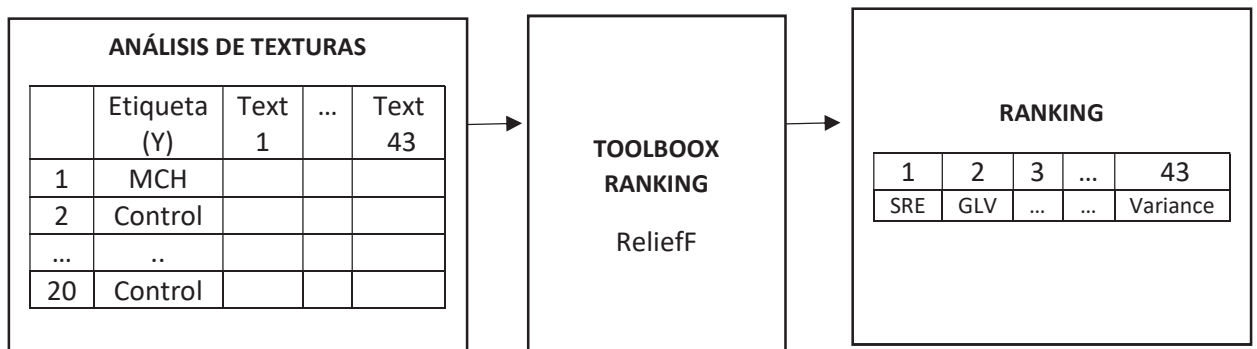 ANÁLISIS DE TEXTURAS
Etiqueta (Y) Text 1 ... Text 43
1 MCH
2 Control
... ..
20 Control
TOOLBOOX
RANKING
ReliefF
RANKING
1 2 3 ... 43
SRE GLV ... ... Variance